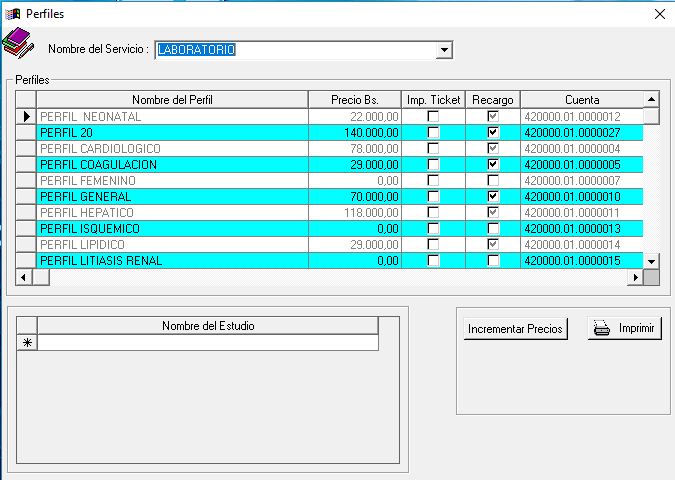 Perfiles
Nombre del Servicio : LABORATORIO
Perfiles
Nombre del Perfil Precio Bs. Imp. Ticket Recargo Cuenta
PERFIL NEONATAL 22.000,00 420000.01.0000012
PERFIL 20 140.000,00 420000.01.0000027
PERFIL CARDIOLOGICO 78.000,00 420000.01.0000004
PERFIL COAGULACION 29.000,00 420000.01.0000005
PERFIL FEMENINO 0,00 420000.01.0000007
PERFIL GENERAL 70.000,00 420000.01.0000010
PERFIL HEPATICO 118.000,00 420000.01.0000011
PERFIL ISQUEMICO 0,00 420000.01.0000013
PERFIL LIPIDICO 29.000,00 420000.01.0000014
PERFIL LITIASIS RENAL 0,00 420000.01.0000015
Nombre del Estudio
Incrementar Precios Imprimir